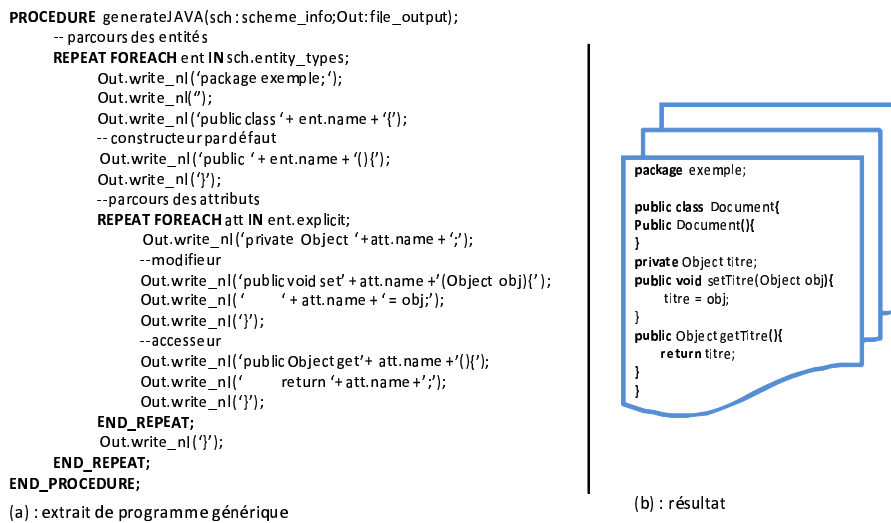 PROCEDURE generateJAVA(sch:scheme_info;Out:file_output);
-- parcours des entités
REPEAT FOREACH ent IN sch.entity_types;
Out.write_nl('package exemple; ‘);
Out.write_nl(‘’);
Out.write_nl(‘public class ‘+ ent.name + ‘{’);
-- constructeur par défaut
Out.write_nl(‘public ‘+ ent.name + ‘(){’);
Out.write_nl(‘}’);
--parcours des attributs
REPEAT FOREACH att IN ent.explicit;
Out.write_nl(‘private Object ‘+att.name + ‘;’);
--modifieur
Out.write_nl(‘public void set’+ att.name +’(Object obj){’);
Out.write_nl( ‘ ‘+ att.name + ‘= obj;’);
Out.write_nl(‘}’);
--accesseur
Out.write_nl(‘public Object get’+ att.name +’(){’);
Out.write_nl(‘ return ‘+ att.name +’;’);
Out.write_nl(‘}’);
END_REPEAT;
Out.write_nl(‘}’);
END_REPEAT;
END_PROCEDURE;
(a) : extrait de programme générique
package exemple;
public class Document{
Public Document(){
}
private Object titre;
public void setTitre(Object obj){
titre = obj;
}
public Object getTitre(){
return titre;
}
}
(b) : résultat